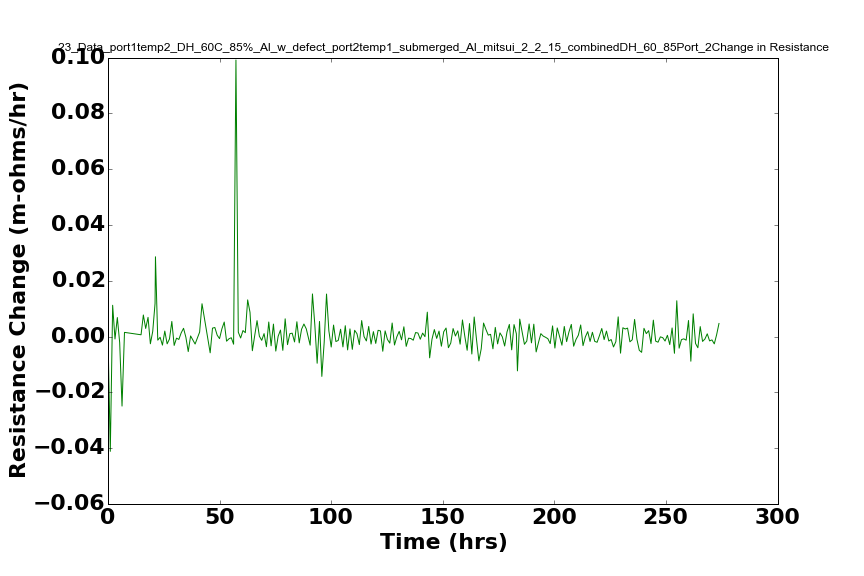 23_Data_port1temp2_DH_60C_85%_Al_w_defect_port2temp1_submerged_Al_mitsui_2_2_15_combinedDH_60_85Port_2Change in Resistance
0.10
0.08
0.06
0.04
0.02
0.00
−0.02
−0.04
−0.06
Resistance Change (m-ohms/hr)
0 50 100 150 200 250 300
Time (hrs)